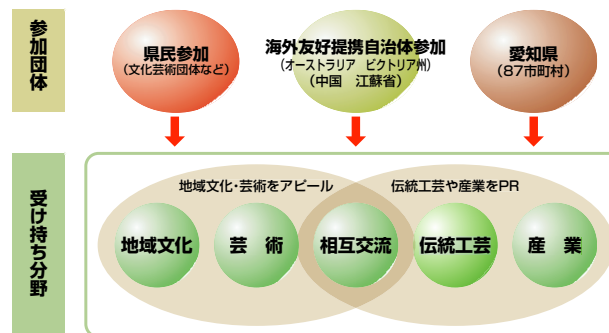 参加団体
県民参加
(文化芸術団体など)
海外友好提携自治体参加
(オーストラリア ビクトリア州)
(中国 江蘇省)
愛知県
(87市町村)
受け持ち分野
地域文化・芸術をアピール
伝統工芸や産業をPR
地域文化
芸 術
相互交流
伝統工芸
産 業